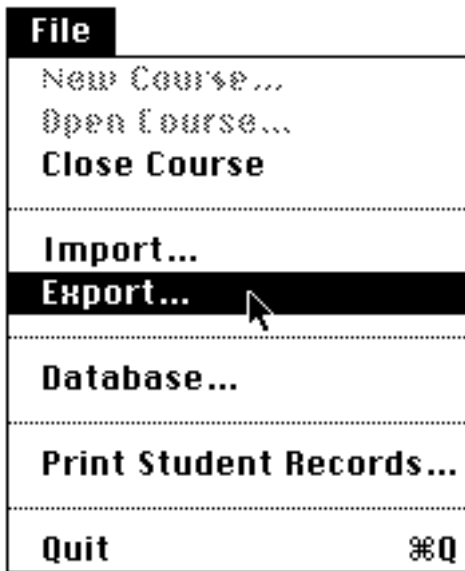 File
New Course...
Open Course...
Close Course
Import...
Export...
Database...
Print Student Records...
Quit ⌘Q